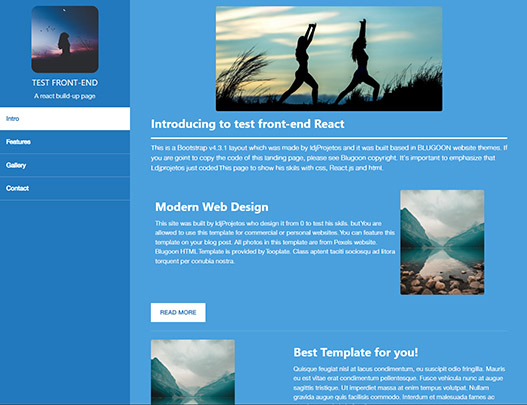 TEST FRONT-END
A react build-up page
Intro
Features
Gallery
Contact
Introducing to test front-end React
This is a Bootstrap v4.3.1 layout which was made by ldjProjetos and it was built based in BLUGOON website themes. If
you are goint to copy the code of this landing page, please see Blugoon copyright. It's important to emphasize that
Ldjprojetos just coded This page to show his skils with css, React.js and html.
Modern Web Design
This site was built by ldjProjetos who design it from 0 to test his skils. but You are
allowed to use this template for commercial or personal websites. You can feature this
template on your blog post. All photos in this template are from Pexels website.
Blugoon HTML Template is provided by Tooplate. Class aptent taciti sociosqu ad litora
torquent per conubia nostra.
READ MORE
Best Template for you!
Quisque feugiat nisl at lacus condimentum, eu suscipit odio fringilla. Mauris
eu est vitae erat condimentum pellentesque. Fusce vehicula nunc at augue
sagittis tristique. Ut imperdiet massa at enim tempus volutpat. Nullam
gravida augue quis facilisis commodo. Interdum et malesuada fames ac